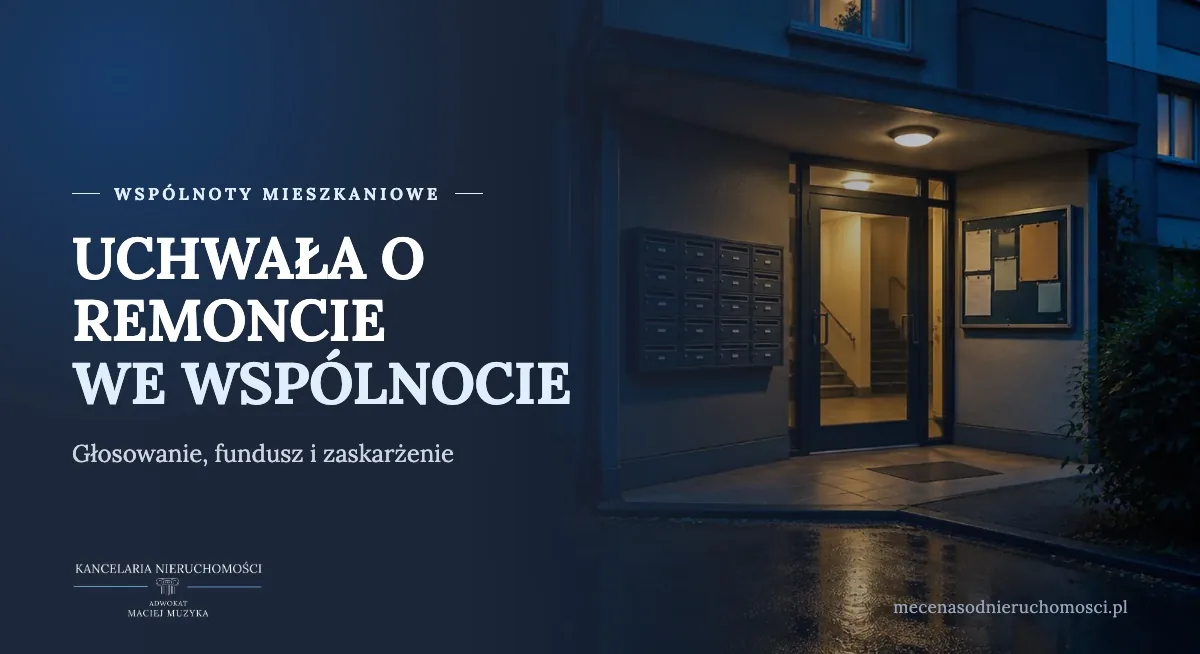 WSPÓLNOTY MIESZKANIOWE
UCHWAŁA O
REMONCIE
WE WSPÓLNOCIE
Głosowanie, fundusz i zaskarżenie
KANCELARIA NIERUCHOMOŚCI
ADWOKAT
MACIEJ MUZYKA
mecenasodnieruchomosci.pl